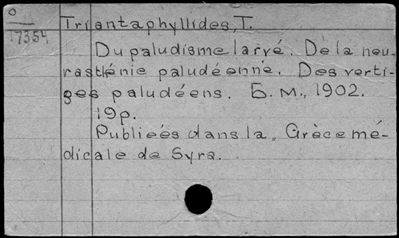 O
17354
Triantaphyllides, T.
Du paludisme larvé. De la neu-
rasthénie paludéenne. Des verti-
ges paludéens. Б. м., 1902.
19p.
Publieés dans la „Grèce mé-
dicale de Syra.